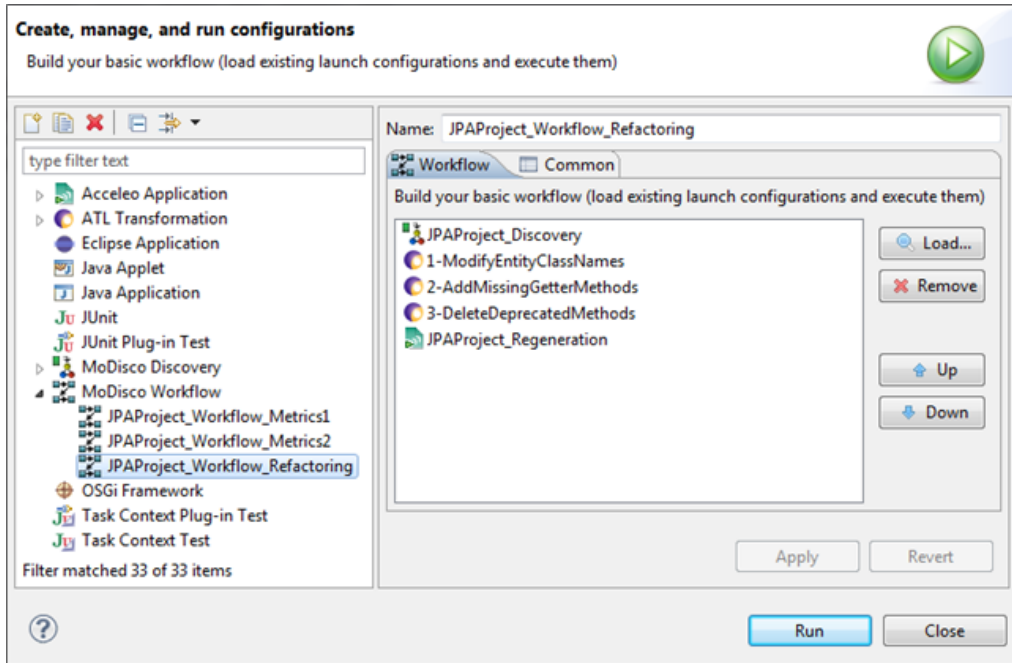 Create, manage, and run configurations
Build your basic workflow (load existing launch configurations and execute them)
type filter text
Acceleo Application
ATL Transformation
Eclipse Application
Java Applet
Java Application
JUnit
JUnit Plug-in Test
MoDisco Discovery
MoDisco Workflow
JPAProject_Workflow_Metrics1
JPAProject_Workflow_Metrics2
JPAProject_Workflow_Refactoring
OSGi Framework
Task Context Plug-in Test
Task Context Test
Filter matched 33 of 33 items
Name: JPAProject_Workflow_Refactoring
Workflow Common
Build your basic workflow (load existing launch configurations and execute them)
JPAProject_Discovery
1-ModifyEntityClassNames
2-AddMissingGetterMethods
3-DeleteDeprecatedMethods
JPAProject_Regeneration
Load...
Remove
Up
Down
Apply Revert
Run Close